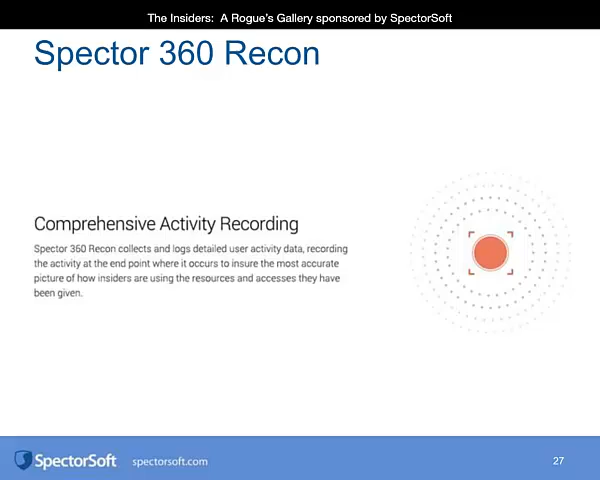 The Insiders: A Rogue's Gallery sponsored by SpectorSoft
Spector 360 Recon
Comprehensive Activity Recording
Spector 360 Recon collects and logs detailed user activity data, recording
the activity at the end point where it occurs to insure the most accurate
picture of how insiders are using the resources and accesses they have
been given.
SpectorSoft spectorsoft.com 27